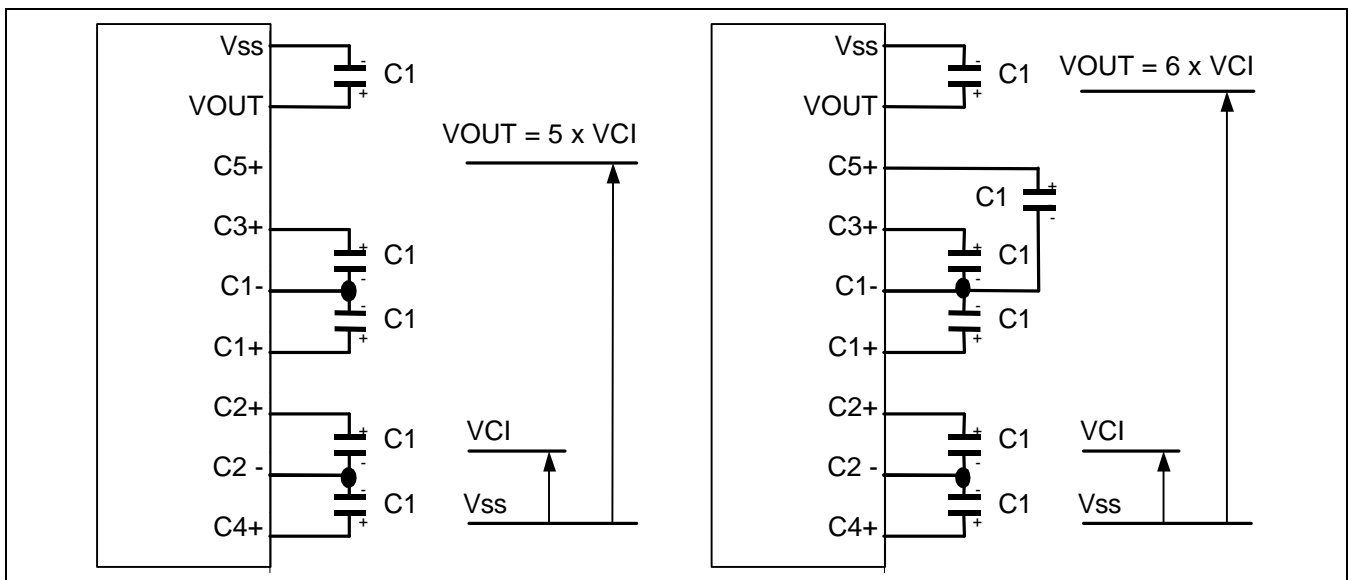 Vss
C1
VOUT
VOUT = 5 x VCI
C5+
C3+
C1
C1-
C1
C1+
C2+
C1
VCI
C2 -
C1
Vss
C4+
Vss
C1
VOUT = 6 x VCI
VOUT
C5+
C1
C3+
C1
C1-
C1
C1+
C2+
C1
VCI
C2 -
C1
Vss
C4+